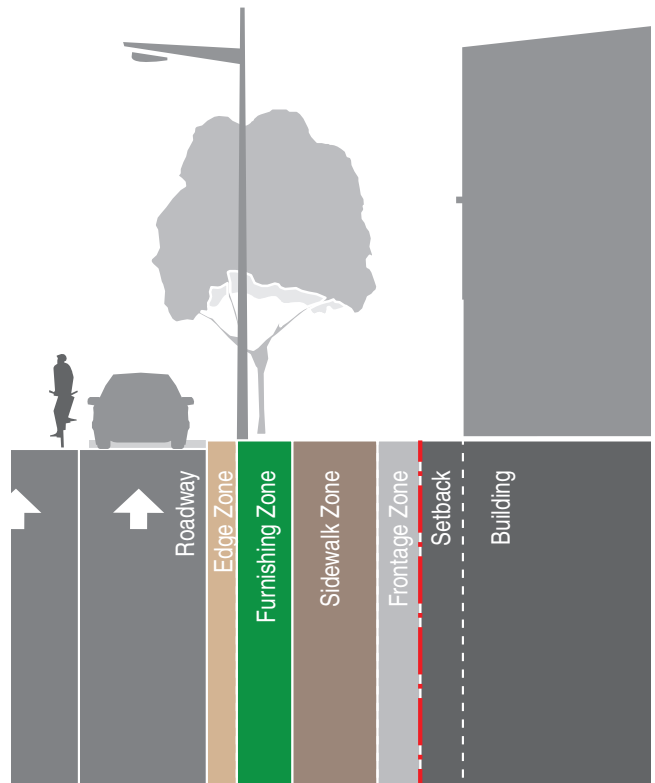 Roadway
Edge Zone
Furnishing Zone
Sidewalk Zone
Frontage Zone
Setback
Building